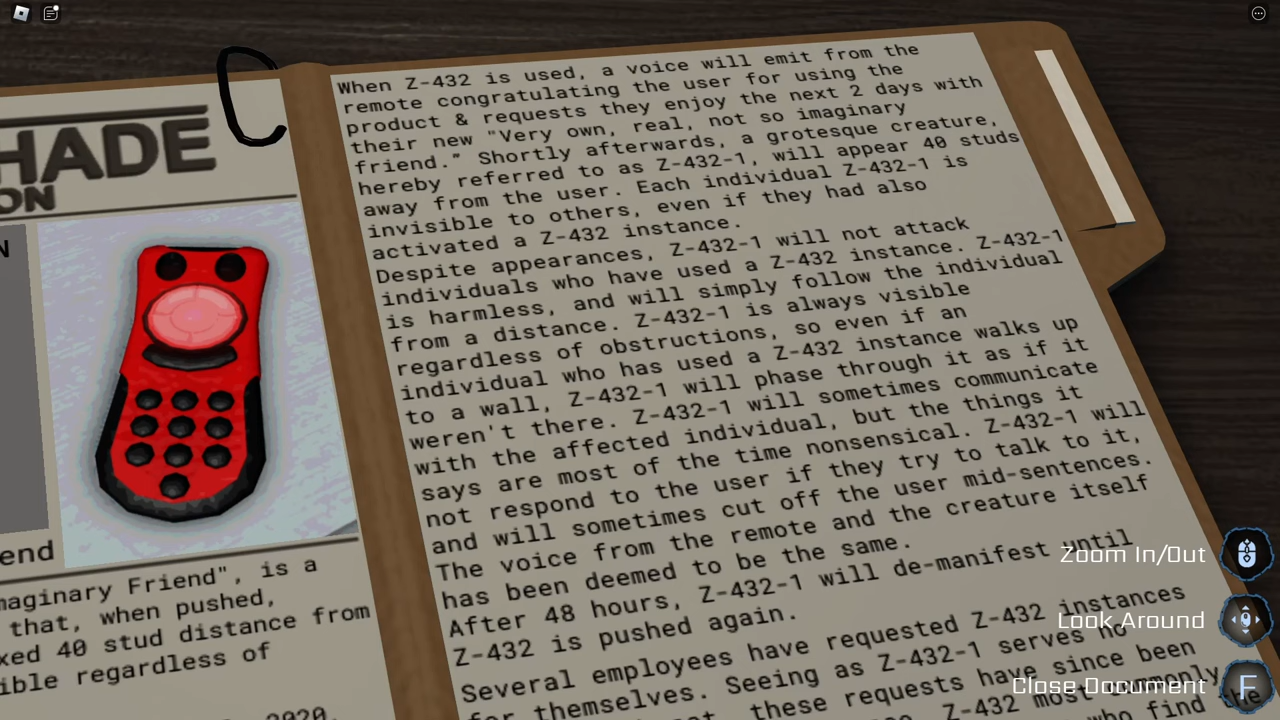 HADE
ON
N
end
maginary Friend", is a
that, when pushed,
xed 40 stud distance from
ible regardless of
2020,
When Z-432 is used, a voice will emit from the
remote congratulating the user for using the
product & requests they enjoy the next 2 days with
their new "Very own, real, not so imaginary
friend." Shortly afterwards, a grotesque creature,
hereby referred to as Z-432-1, will appear 40 studs
away from the user. Each individual Z-432-1 is
invisible to others, even if they had also
activated a Z-432 instance.
Despite appearances, Z-432-1 will not attack
individuals who have used a Z-432 instance. Z-432-1
is harmless, and will simply follow the individual
from a distance. Z-432-1 is always visible
regardless of obstructions, so even if an
individual who has used a Z-432 instance walks up
to a wall, Z-432-1 will phase through it as if it
weren't there. Z-432-1 will sometimes communicate
with the affected individual, but the things it
says are most of the time nonsensical. Z-432-1 will
not respond to the user if they try to talk to it,
and will sometimes cut off the user mid-sentences.
The voice from the remote and the creature itself
has been deemed to be the same.
After 48 hours, Z-432-1 will de-manifest until
Z-432 is pushed again.
Several employees have requested Z-432 instances
for themselves. Seeing as Z-432-1 serves no
these requests have since been
Z-432 most commonly
who find the
Zoom In/Out
Look Around
Close Document
F